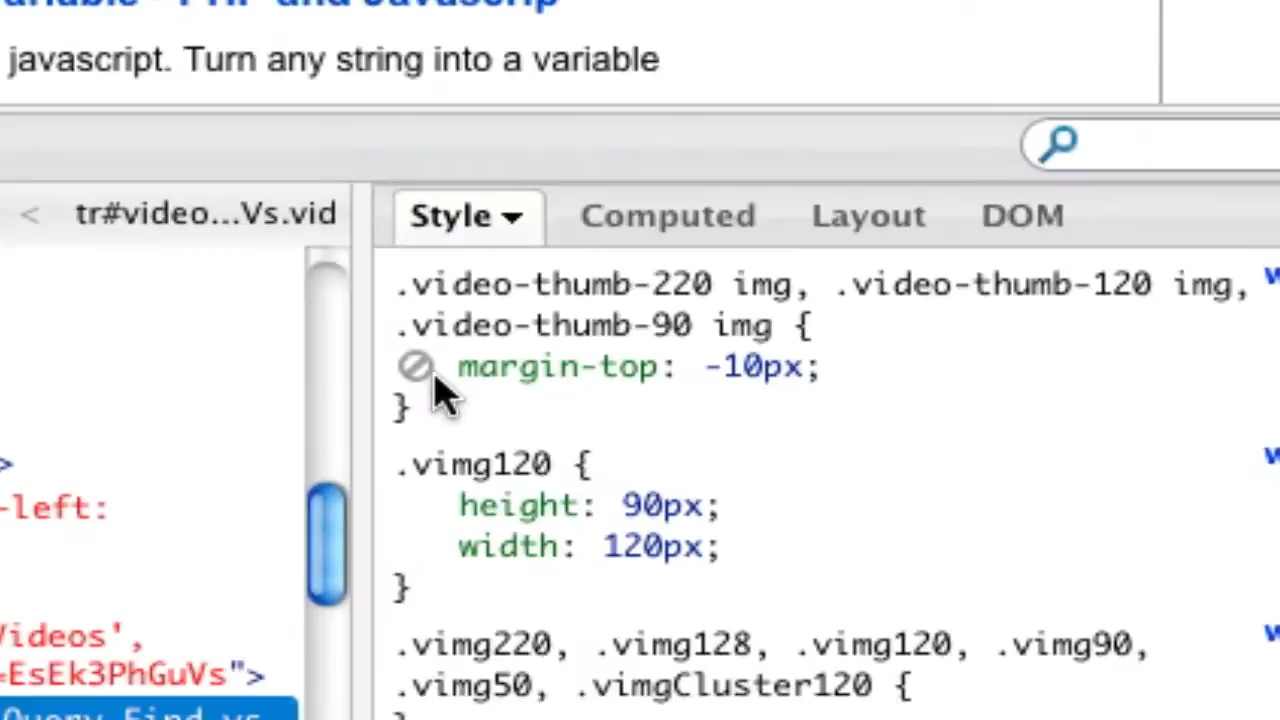 javascript. Turn any string into a variable
< tr#video...Vs.vid
Style Computed Layout DOM
.video-thumb-220 img, .video-thumb-120 img,
.video-thumb-90 img {
margin-top: -10px;
}
.vimg120 {
>
-left:
height: 90px;
width: 120px;
}
Videos',
=EsEk3PhGuVs">
.vimg220, .vimg128, .vimg120, .vimg90,
.vimg50, .vimgCluster120 {